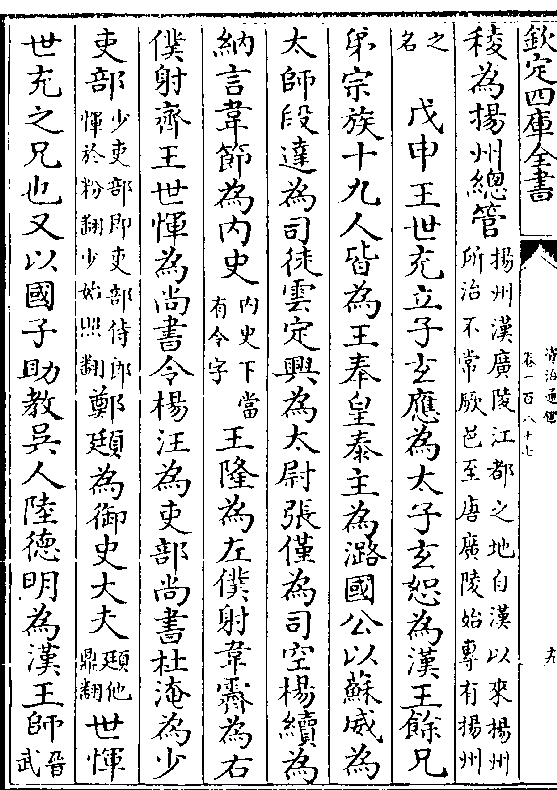 欽定四庫全書
資治通鑑
卷一百八十七
稜為揚州總管揚州漢廣陵江都之地自漢以來揚州
所治不常厥邑至唐廣陵始專有揚州
之
名戊申王世充立子玄應為太子玄恕為漢王餘兄
弟宗族十九人皆為王奉皇泰主為潞國公以蘇威為
太師段達為司徒雲定興為太尉張僅為司空楊續為
納言韋節為内史内史下當
有令字王隆為左僕射韋霽為右
僕射齊王世惲為尚書令楊汪為吏部尚書杜淹為少
吏部少吏部即吏部侍郎
惲於粉翻少始照翻鄭頲為御史大夫頲他
鼎翻世惲
世充之兄也又以國子助教吳人陸德明為漢王師晉
武